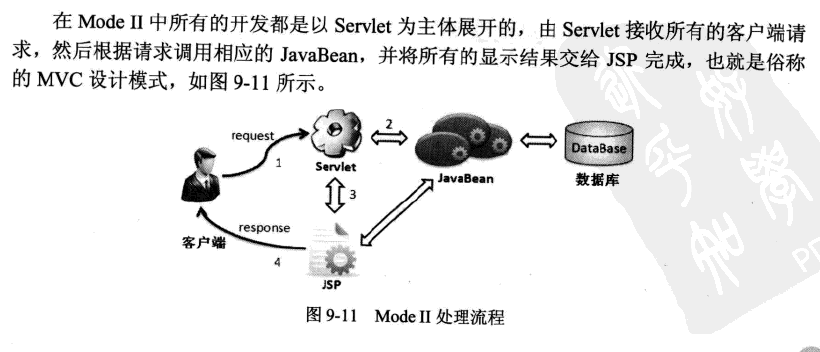 在 Mode II 中所有的开发都是以 Servlet 为主体展开的，由 Servlet 接收所有的客户端请
求，然后根据请求调用相应的 JavaBean，并将所有的显示结果交给 JSP 完成，也就是俗称
的 MVC 设计模式，如图 9-11 所示。
request
1
Servlet
2
JavaBean
DataBase
数据库
3
客户端
response
4
JSP
图 9-11 Mode II 处理流程